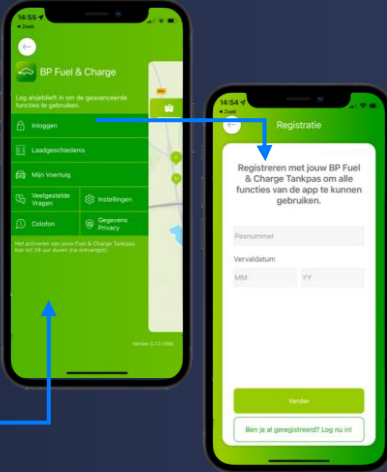 14:55
Zoek
BP Fuel & Charge
Log alsjeblieft in om de geavanceerde
functies te gebruiken.
Inloggen
Laadgeschiedenis
Mijn Voertuig
Veelgestelde
Vragen
Instellingen
Colofon
Gegevens
Privacy
Het activeren van jouw Fuel & Charge Tankpas
kan tot 24 uur duren (na ontvangst)
14:54
Zoek
Registratie
Registreren met jouw BP Fuel
& Charge Tankpas om alle
functies van de app te kunnen
gebruiken.
Pasnummer
Vervaldatum
MM
YY
Verder
Ben je al geregistreerd? Log nu in!